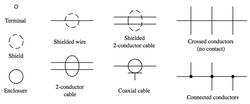 Terminal
Shield
Enclosure
Shielded wire
2-conductor
cable
Shielded
2-conductor cable
Coaxial cable
Crossed conductors
(no contact)
Connected conductors